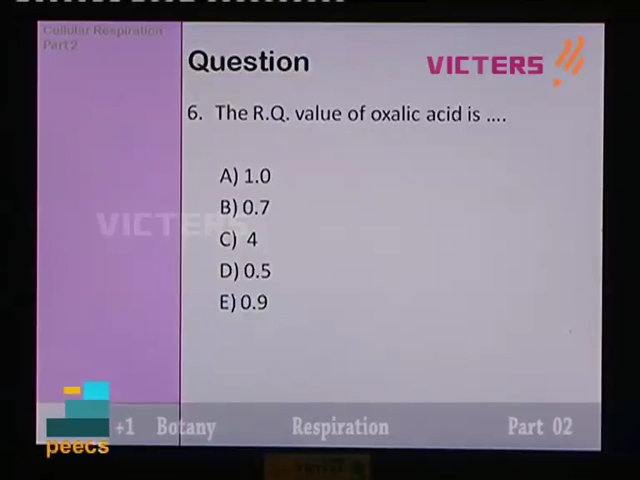 Cellular Respiration
Part 2
Question
VICTERS
6. The R.Q. value of oxalic acid is ....
A) 1.0
VICTERS
B) 0.7
C) 4
D) 0.5
E) 0.9
+1 Botany Respiration Part 02
peecs